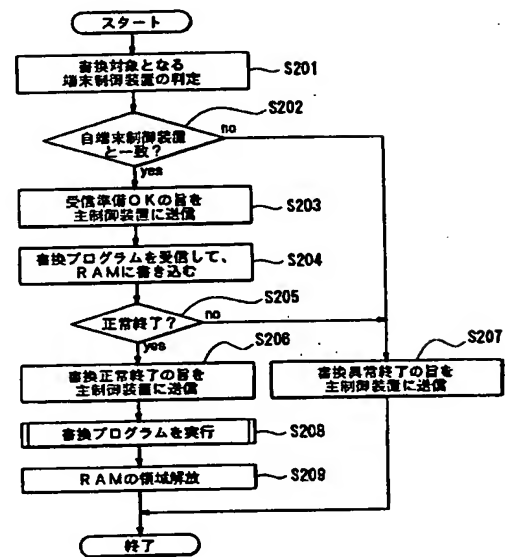 スタート
書換対象となる
端末制御装置の判定
S201
S202
自端末制御装置
と一致？
no
yes
受信準備OKの旨を
主制御装置に送信
S203
書換プログラムを受信して、
RAMに書き込む
S204
S205
正常終了？
no
yes
S206
書換正常終了の旨を
主制御装置に送信
S207
書換異常終了の旨を
主制御装置に送信
書換プログラムを実行
S208
RAMの領域解放
S209
終了